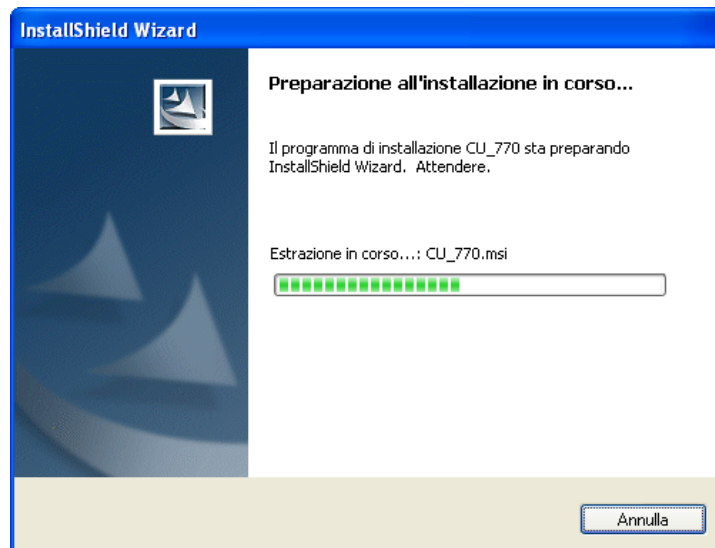 InstallShield Wizard
Preparazione all'installazione in corso...
Il programma di installazione CU_770 sta preparando
InstallShield Wizard. Attendere.
Estrazione in corso...: CU_770.msi
Annulla